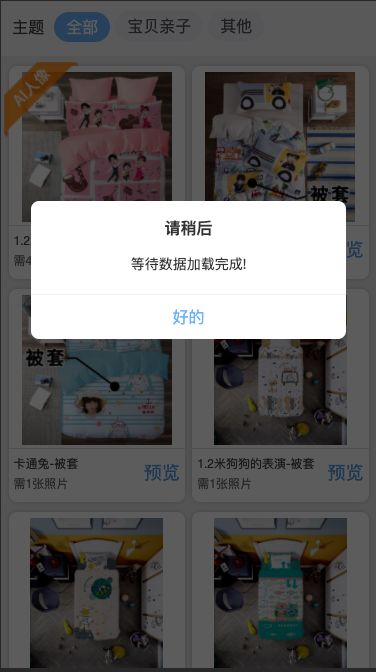 主题 全部 宝贝亲子 其他
AI人像
被套
1.2
需4
览
请稍后
等待数据加载完成!
好的
被套
卡通兔-被套
需1张照片
预览
1.2米狗狗的表演-被套
需1张照片
预览